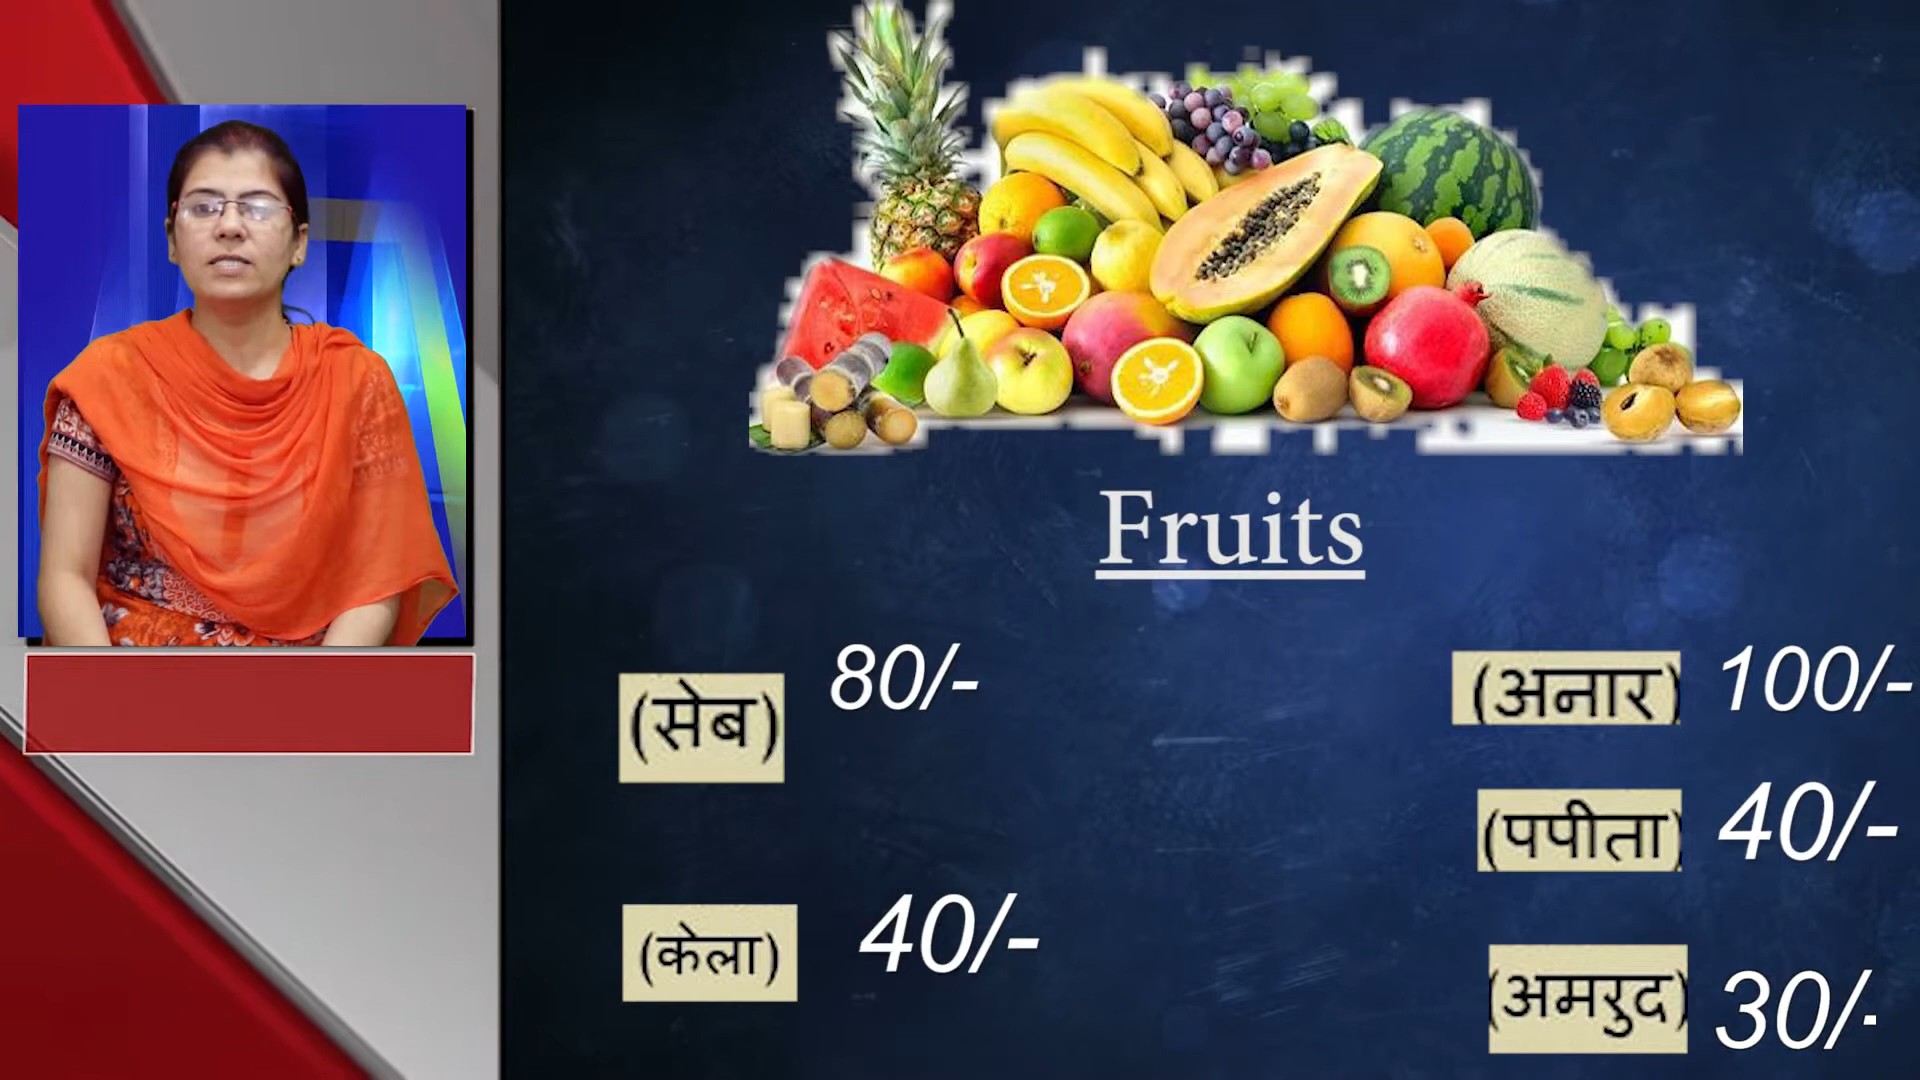 Fruits
(सेब) 80/-
(केला) 40/-
(अनार) 100/-
(पपीता) 40/-
(अमरुद) 30/-